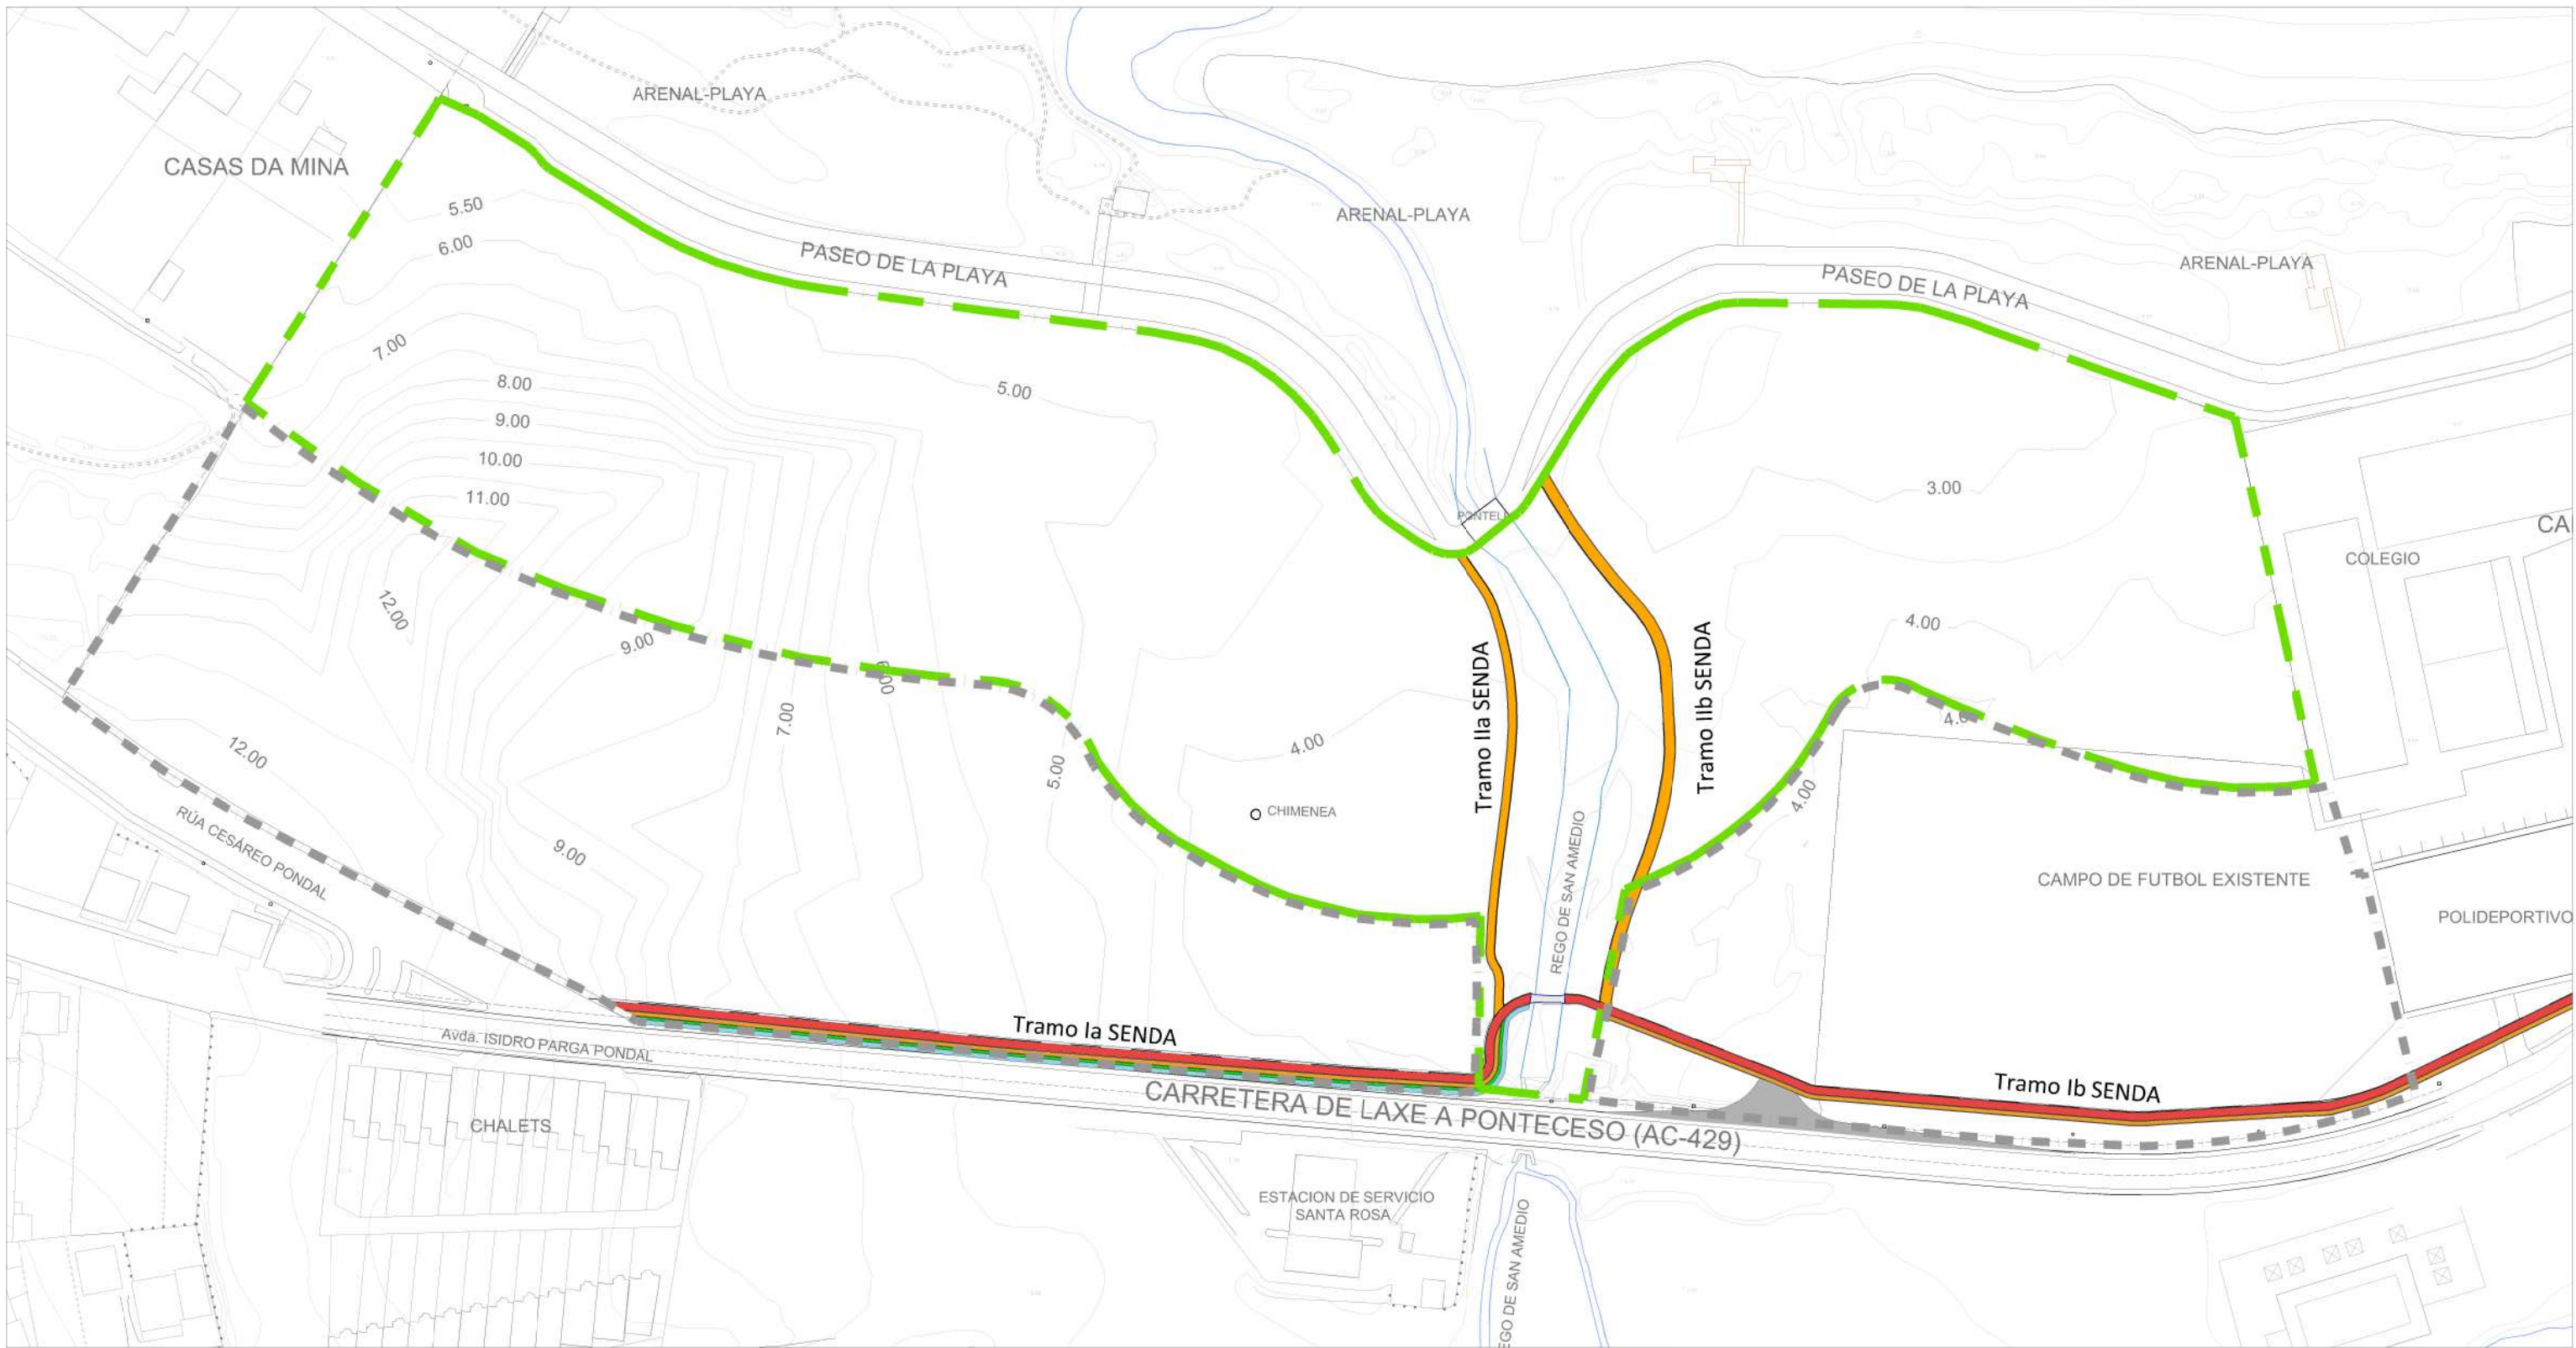 ARENAL-PLAYA
CASAS DA MINA
5.50
ARENAL-PLAYA
6.00
PASEO DE LA PLAYA
ARENAL-PLAYA
PASEO DE LA PLAYA
7.00
8.00
5.00
9.00
10.00
11.00
3.00
PONTELL
CA
COLEGIO
12.00
9.00
4.00
6.00
Tramo IIa SENDA
Tramo IIb SENDA
7.00
12.00
4.00
5.00
4.00
CHIMENEA
RÚA CESÁREO PONDAL
9.00
REGO DE SAN AMEDIO
CAMPO DE FUTBOL EXISTENTE
POLIDEPORTIVO
Tramo Ia SENDA
Avda. ISIDRO PARGA PONDAL
CARRETERA DE LAXE A PONTECESO (AC-429)
Tramo Ib SENDA
CHALETS
ESTACION DE SERVICIO
SANTA ROSA
EGO DE SAN AMEDIO